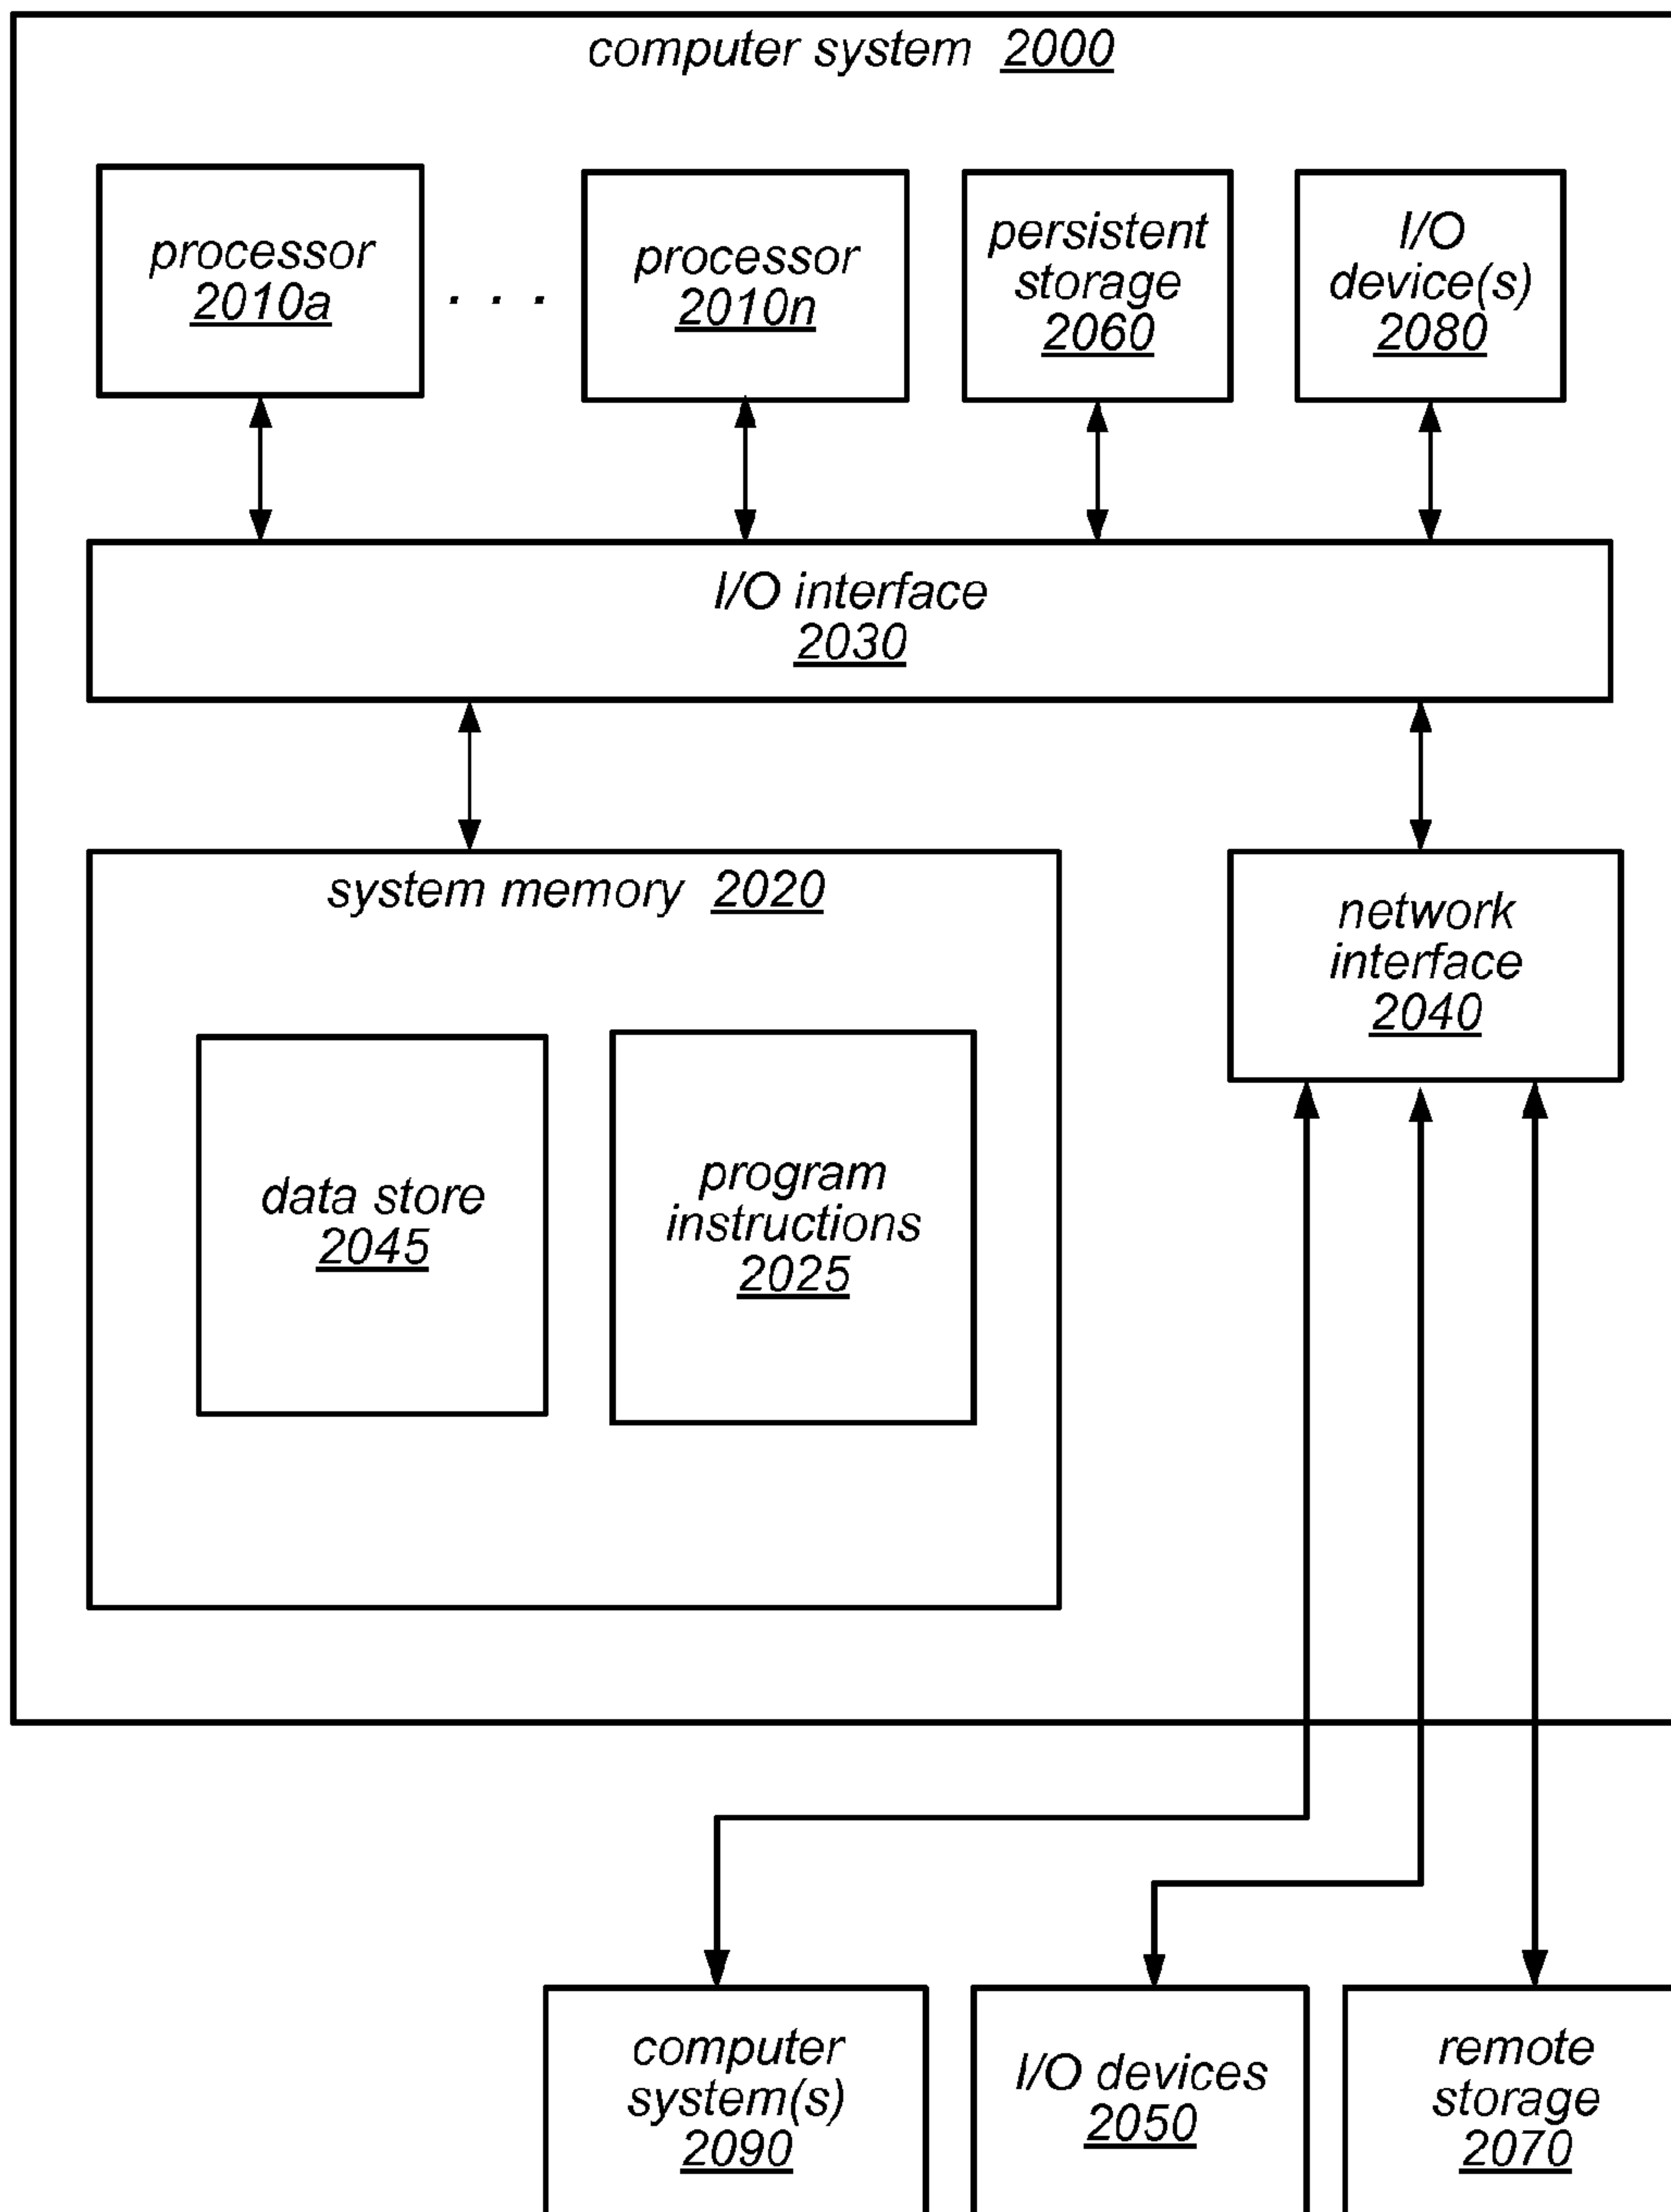 computer system 2000
processor
2010a
. . .
processor
2010n
persistent
storage
2060
I/O
device(s)
2080
I/O interface
2030
system memory 2020
network
interface
2040
data store
2045
program
instructions
2025
computer
system(s)
2090
I/O devices
2050
remote
storage
2070